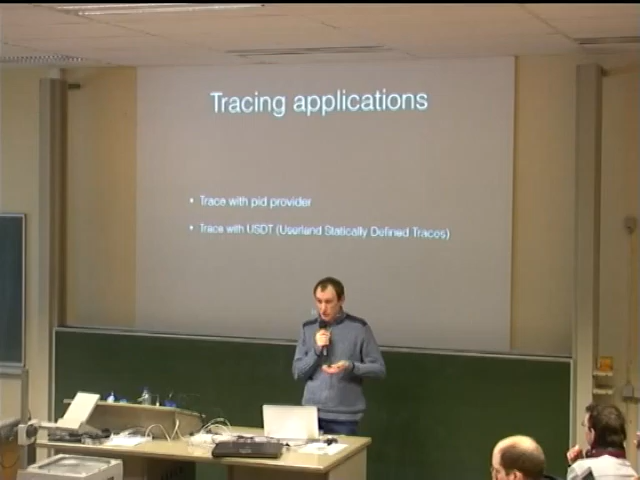 Tracing applications
• Trace with pid provider
• Trace with USDT (Userland Statically Defined Traces)